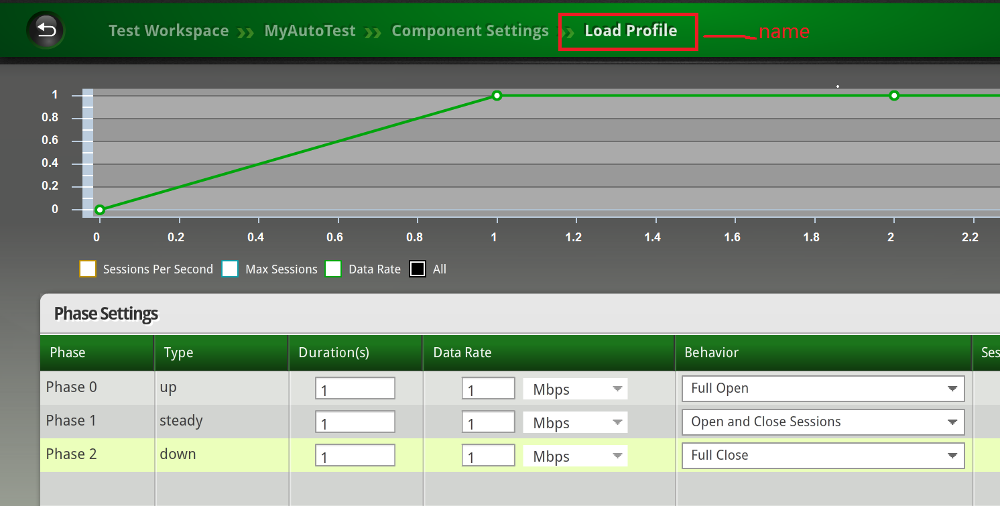 Test Workspace >> MyAutoTest >> Component Settings >> Load Profile name
1
0.8
0.6
0.4
0.2
0
0 0.2 0.4 0.6 0.8 1 1.2 1.4 1.6 1.8 2 2.2
Sessions Per Second Max Sessions Data Rate All
Phase Settings
Phase Type Duration(s) Data Rate Behavior Ses
Phase 0 up 1 1 Mbps Full Open
Phase 1 steady 1 1 Mbps Open and Close Sessions
Phase 2 down 1 1 Mbps Full Close